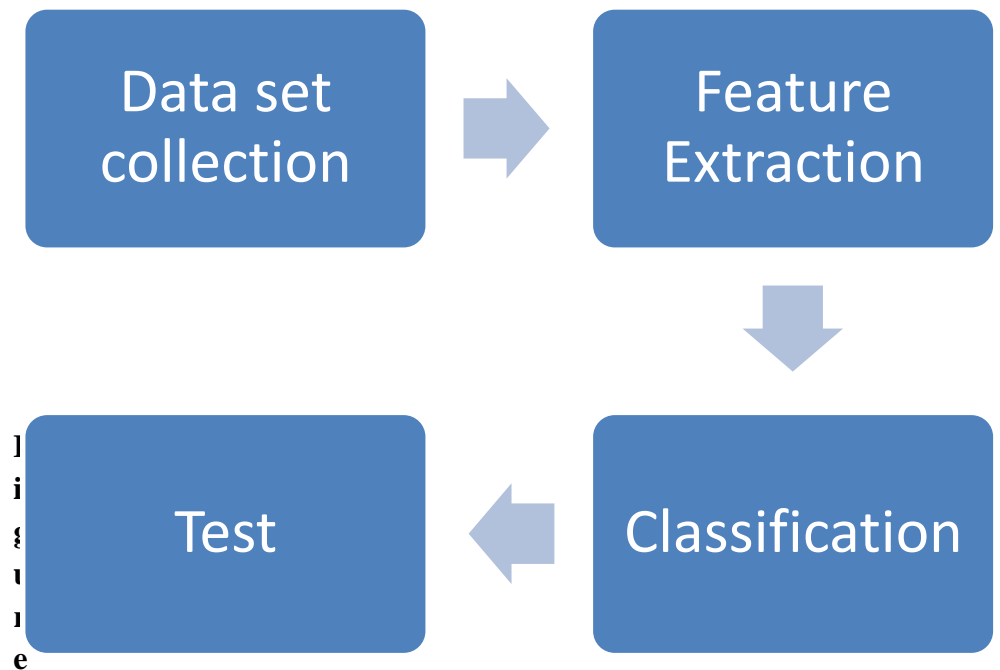 Data set
collection
Feature
Extraction
Classification
Test
F
i
g
u
r
e